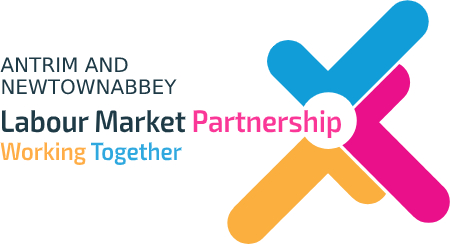 ANTRIM AND
NEWTOWNABBEY
Labour Market Partnership
Working Together